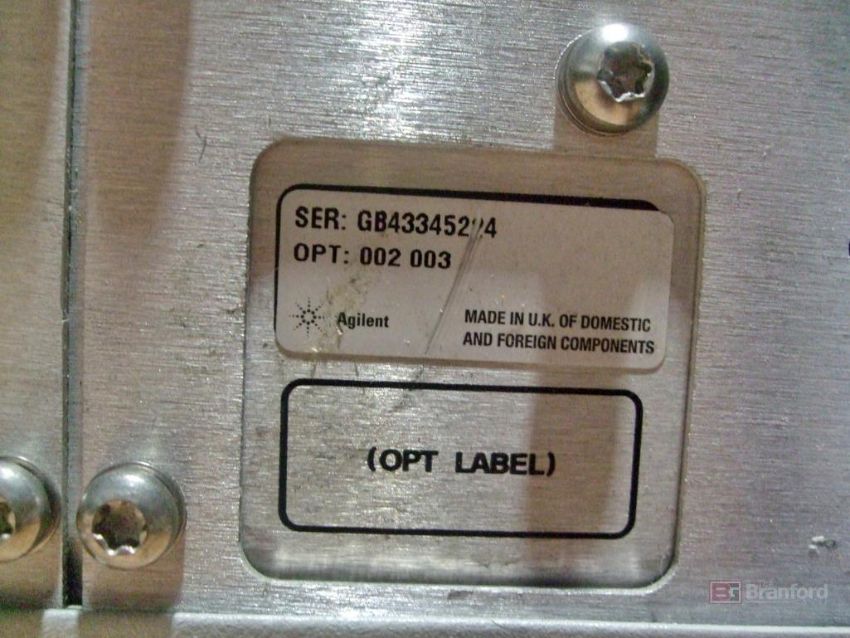 SER:
OPT: 002 003
Agilent
MADE IN U.K. OF DOMESTIC
AND FOREIGN COMPONENTS
(OPT LABEL)
Branford